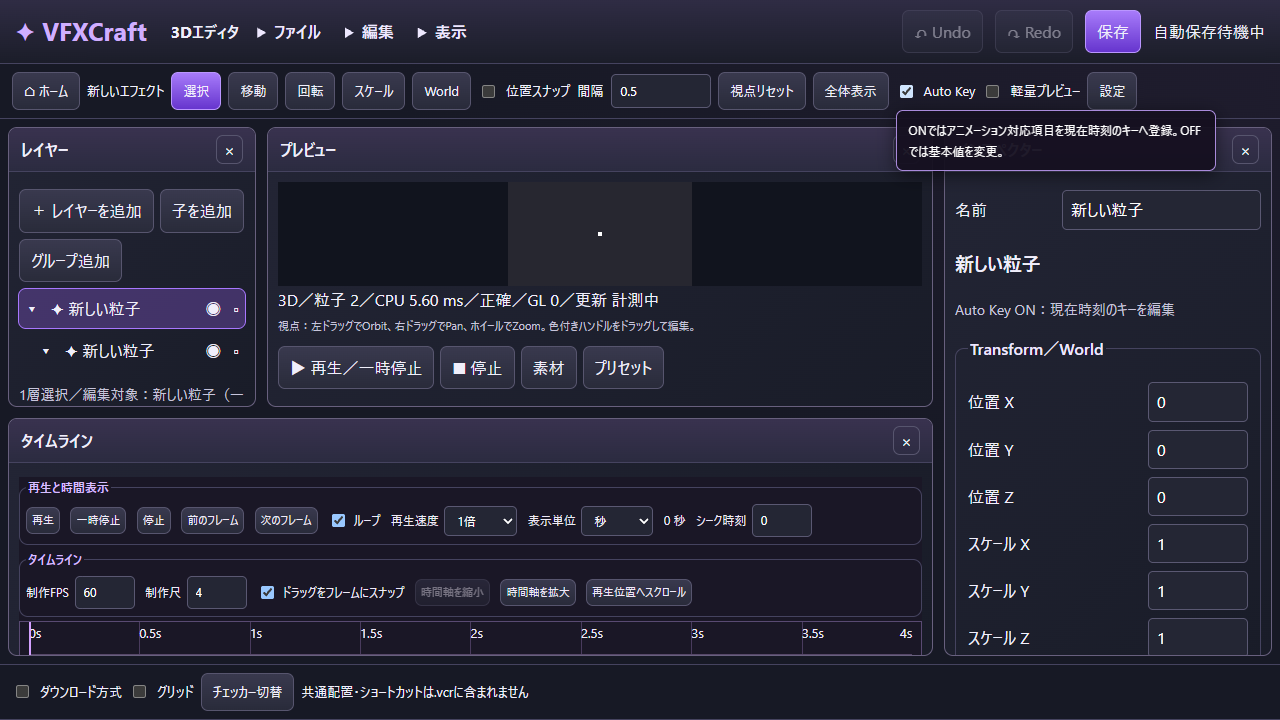 ✦ VFXCraft 3Dエディタ ▶ ファイル ▶ 編集 ▶ 表示 Undo Redo 保存 自動保存待機中
⌂ ホーム 新しいエフェクト 選択 移動 回転 スケール World 位置スナップ 間隔 0.5 視点リセット 全体表示 Auto Key 軽量プレビュー 設定
ONではアニメーション対応項目を現在時刻のキーへ登録。OFF
では基本値を変更。
レイヤー ×
＋ レイヤーを追加 子を追加
グループ追加
▾ ✦ 新しい粒子
▾ ✦ 新しい粒子
1層選択／編集対象：新しい粒子（一
プレビュー
3D／粒子 2／CPU 5.60 ms／正確／GL 0／更新 計測中
視点：左ドラッグでOrbit、右ドラッグでPan、ホイールでZoom。色付きハンドルをドラッグして編集。
▶ 再生／一時停止 ■ 停止 素材 プリセット
×
名前 新しい粒子
新しい粒子
Auto Key ON：現在時刻のキーを編集
Transform／World
位置 X 0
位置 Y 0
位置 Z 0
スケール X 1
スケール Y 1
スケール Z 1
タイムライン ×
再生と時間表示
再生 一時停止 停止 前のフレーム 次のフレーム ループ 再生速度 1倍 表示単位 秒 0 秒 シーク時刻 0
タイムライン
制作FPS 60 制作尺 4 ドラッグをフレームにスナップ 時間軸を縮小 時間軸を拡大 再生位置へスクロール
0s 0.5s 1s 1.5s 2s 2.5s 3s 3.5s 4s
ダウンロード方式 グリッド チェッカー切替 共通配置・ショートカットは.vcrに含まれません